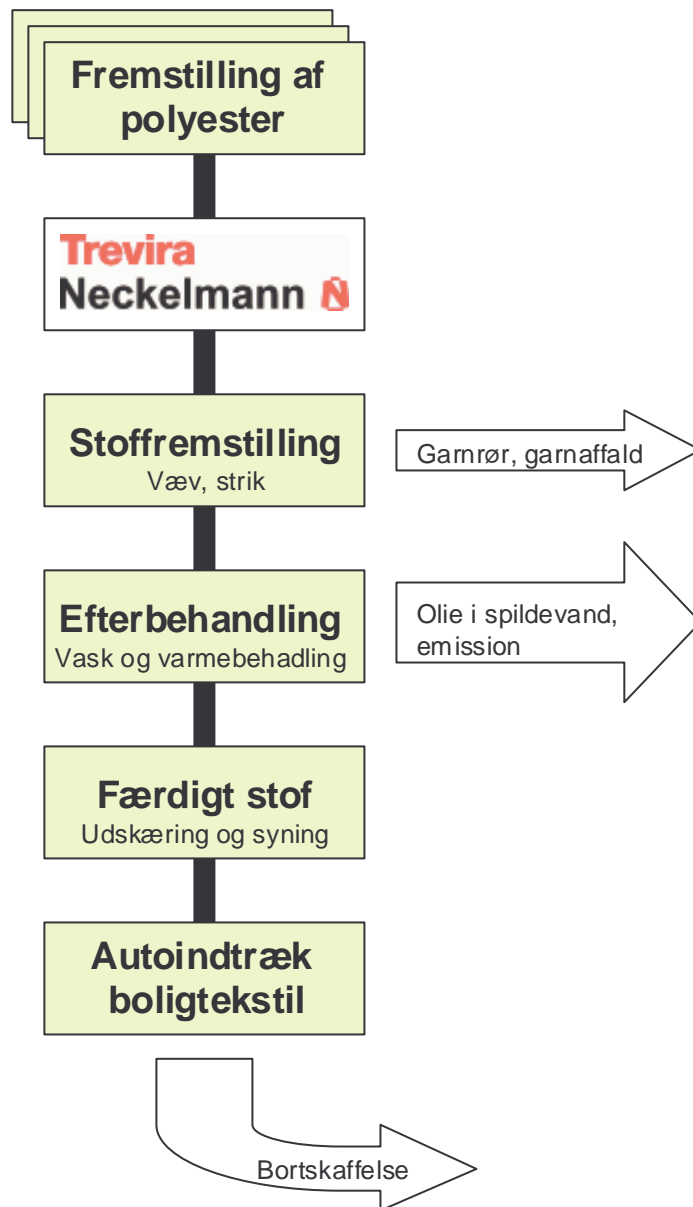 Fremstilling af
polyester
Trevira
Neckelmann N
Stoffremstilling
Væv, strik
Garnrør, garnaffald
Efterbehandling
Vask og varmebehadling
Olie i spildevand,
emission
Færdigt stof
Udskæring og syning
Autoindtræk
boligtekstil
Bortskaffelse